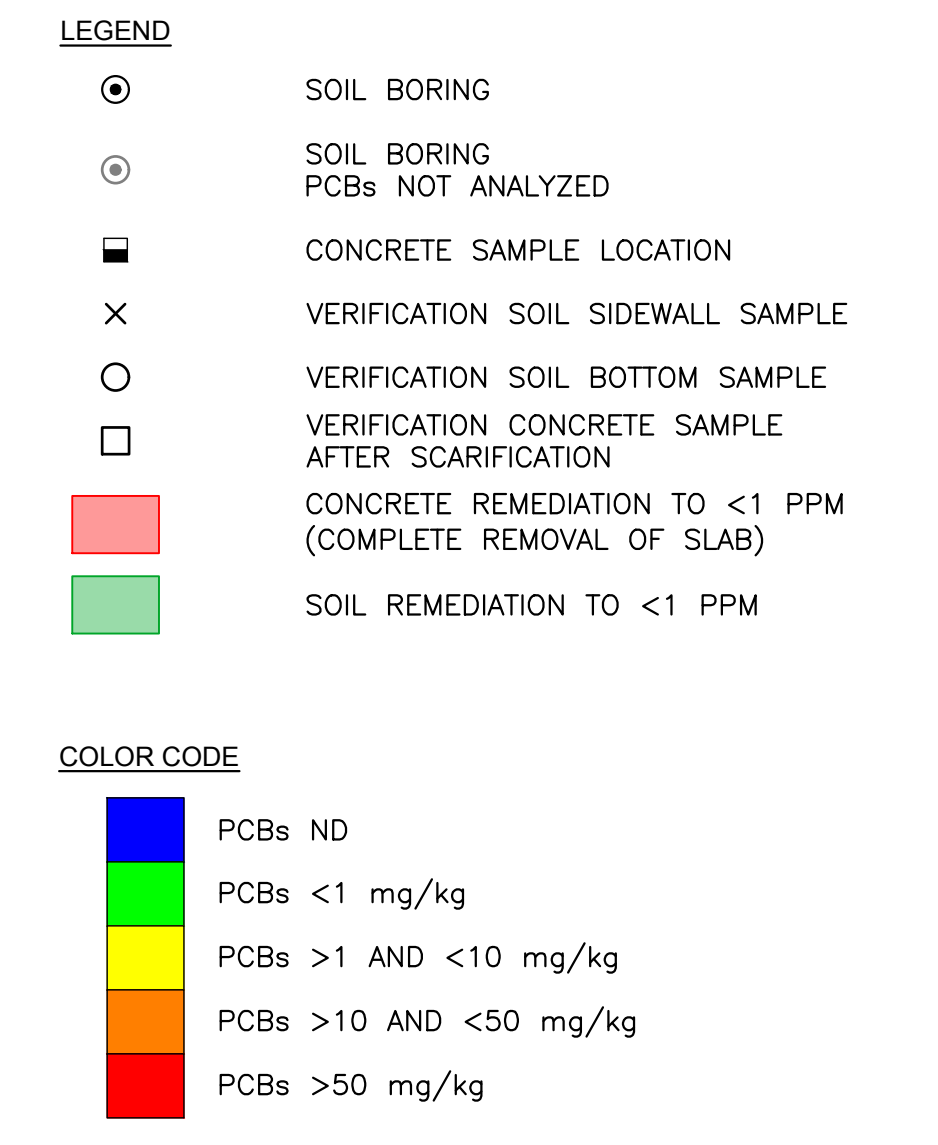 LEGEND
SOIL BORING
SOIL BORING
PCBs NOT ANALYZED
CONCRETE SAMPLE LOCATION
VERIFICATION SOIL SIDEWALL SAMPLE
VERIFICATION SOIL BOTTOM SAMPLE
VERIFICATION CONCRETE SAMPLE
AFTER SCARIFICATION
CONCRETE REMEDIATION TO <1 PPM
(COMPLETE REMOVAL OF SLAB)
SOIL REMEDIATION TO <1 PPM
COLOR CODE
PCBs ND
PCBs <1 mg/kg
PCBs >1 AND <10 mg/kg
PCBs >10 AND <50 mg/kg
PCBs >50 mg/kg